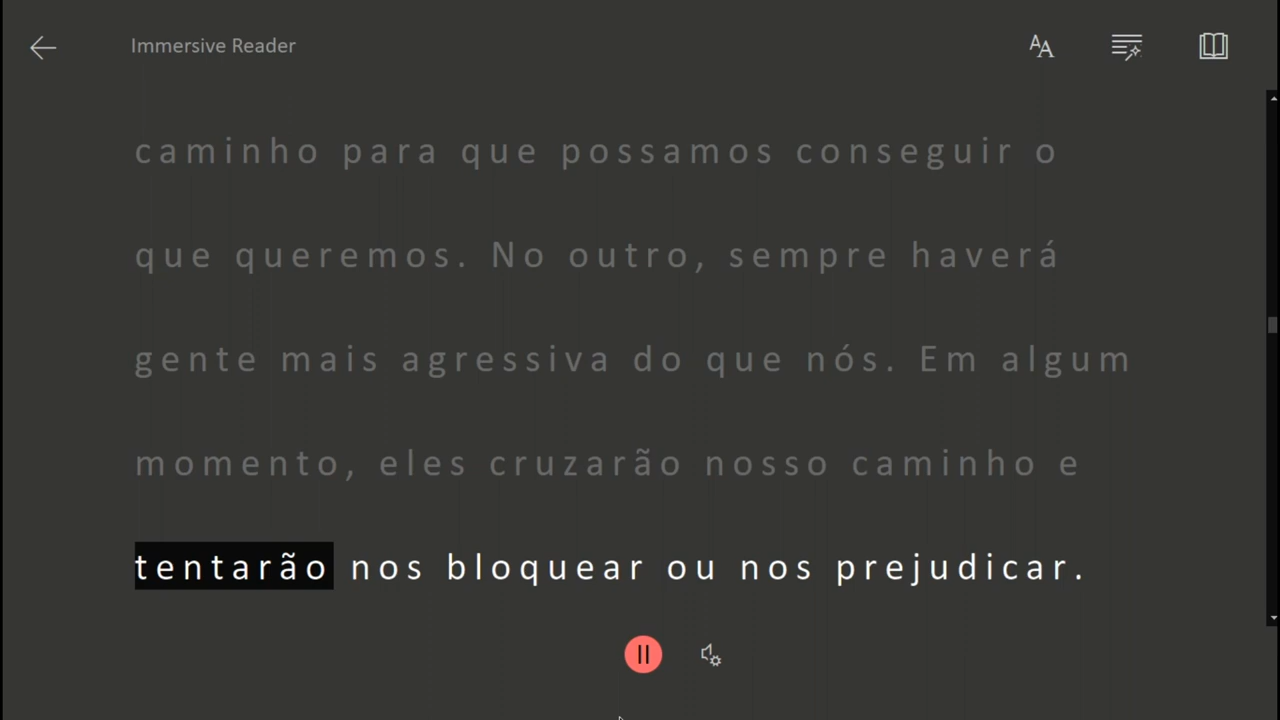 Immersive Reader
caminho para que possamos conseguir o
que queremos. No outro, sempre haverá
gente mais agressiva do que nós. Em algum
momento, eles cruzarão nosso caminho e
tentarão nos bloquear ou nos prejudicar.